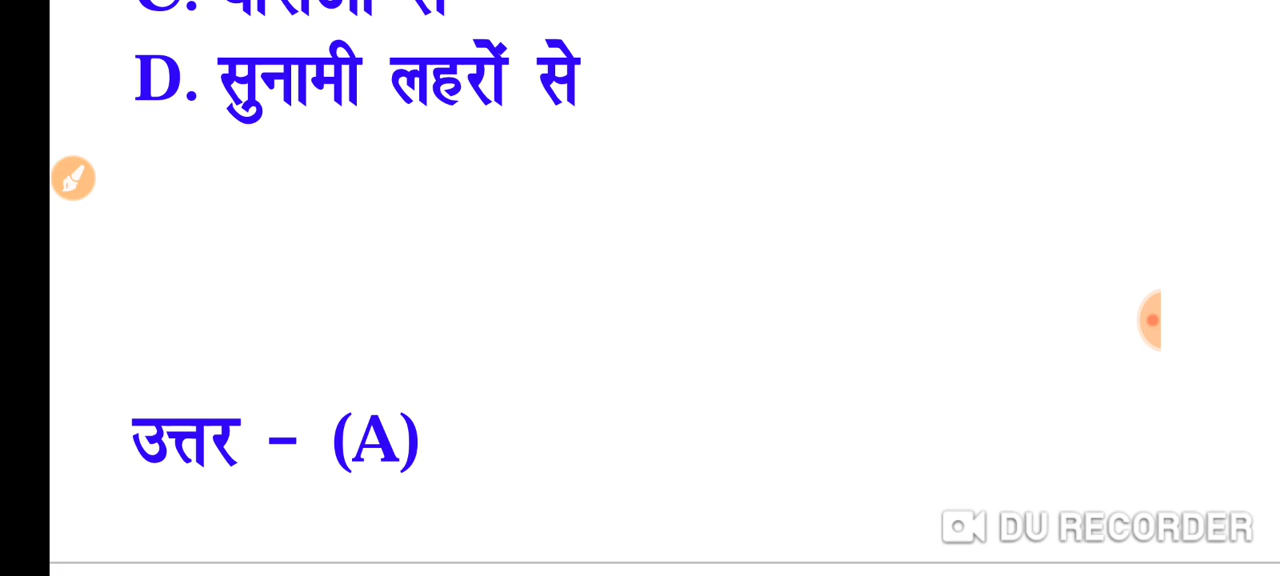 C. धाराओं से
D. सुनामी लहरों से
उत्तर – (A)
DU RECORDER